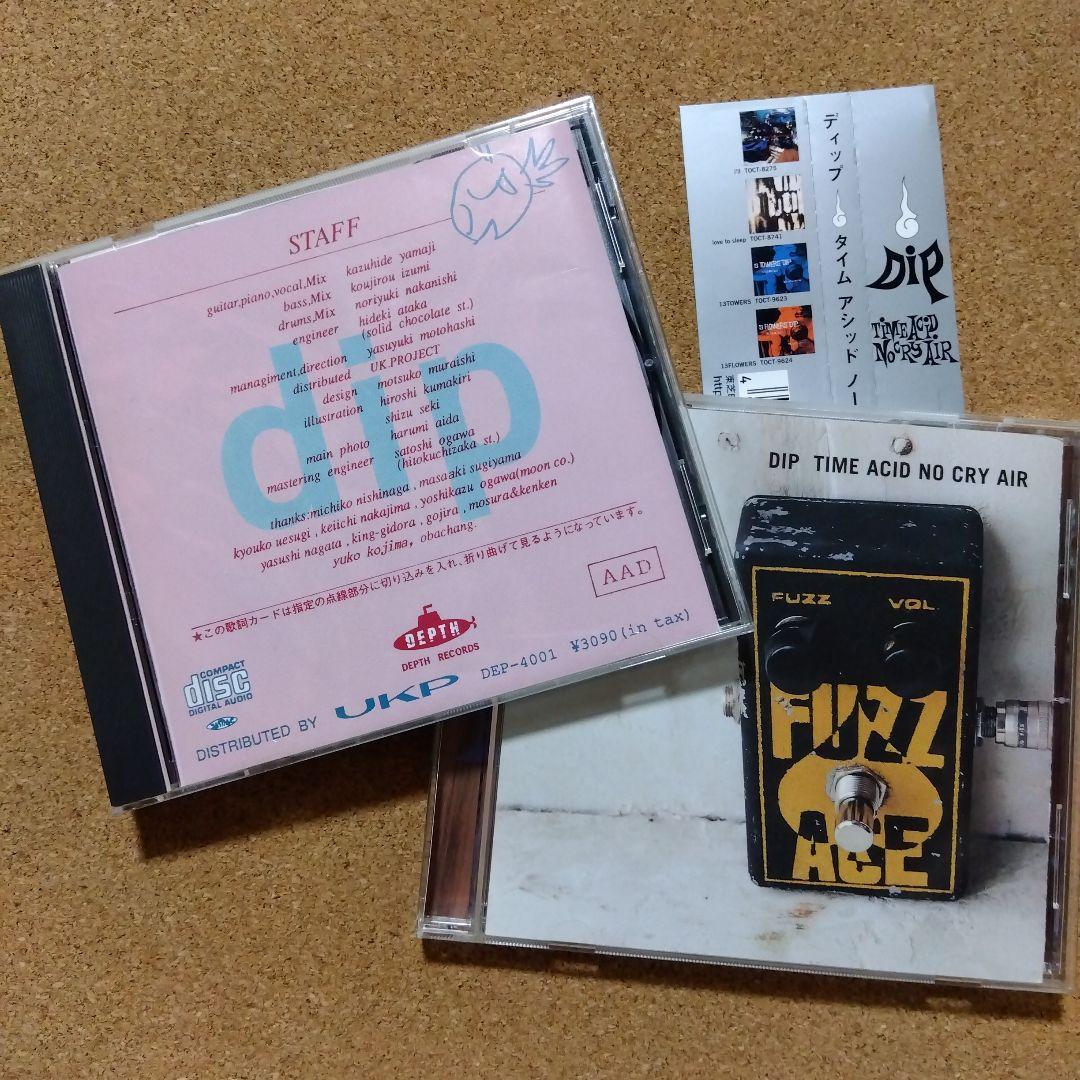 STAFF
guitar,piano,vocal,Mix kazuhide yamaji
bass,Mix koujirou izumi
drums,Mix noriyuki nakanishi
engineer hideki ataka
(solid chocolate st.)
managiment,direction yasuyuki motohashi
distributed UK.PROJECT
design motsuko muraishi
illustration hiroshi kumakiri
shizu seki
main photo harumi aida
mastering engineer satoshi ogawa
(hitokuchizaka st.)
thanks:michiko nishinaga,masaaki sugiyama
kyouko uesugi,keiichi nakajima,yoshikazu ogawa(moon co.)
yasushi nagata,king-gidora,gojira,mosura&kenken
yuko kojima,obachang.
dip
★この歌詞カードは指定の点線部分に切り込みを入れ、折り曲げて見るようになっています。
AAD
DEPTH
DEPTH RECORDS
COMPACT
disc
DIGITAL AUDIO
DISTRIBUTED BY UKP DEP-4001 ¥3090(in tax)
TOCT-8275
love to sleep TOCT-8741
13TOWERS TOCT-9623
13FLOWERS TOCT-9624
4
http
ディップ タイム アシッド ノー
DIP
TIME ACID
NO CRY AIR
DIP TIME ACID NO CRY AIR
FUZZ VOL
FUZZ
ACE